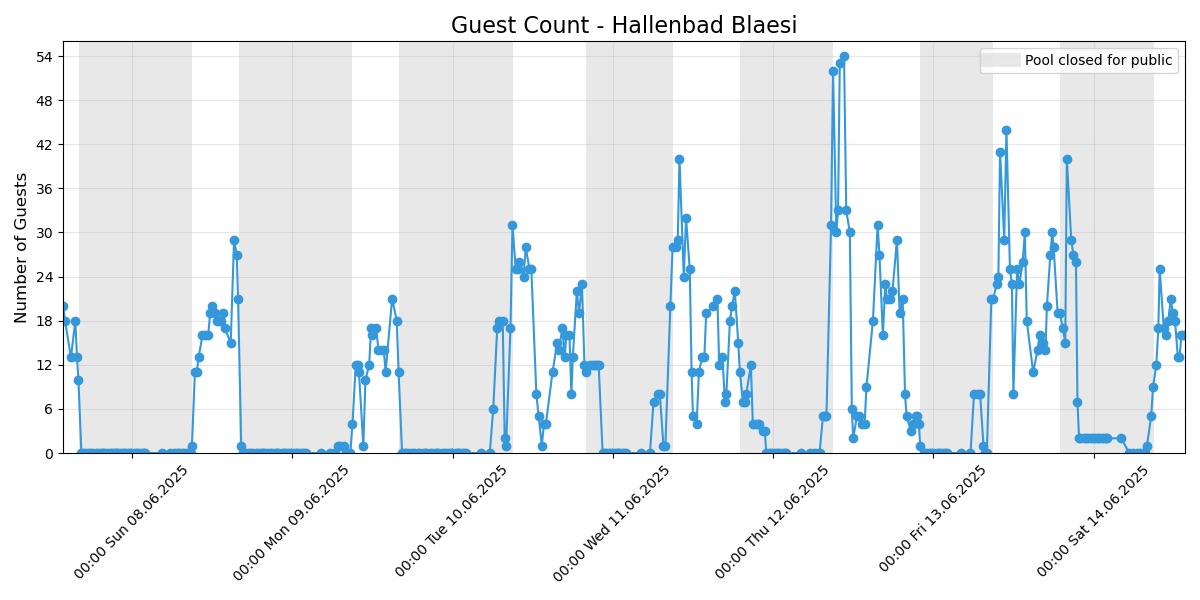 Guest Count - Hallenbad Blaesi
Pool closed for public
Number of Guests
54
48
42
36
30
24
18
12
6
0
00:00 Sun 08.06.2025
00:00 Mon 09.06.2025
00:00 Tue 10.06.2025
00:00 Wed 11.06.2025
00:00 Thu 12.06.2025
00:00 Fri 13.06.2025
00:00 Sat 14.06.2025